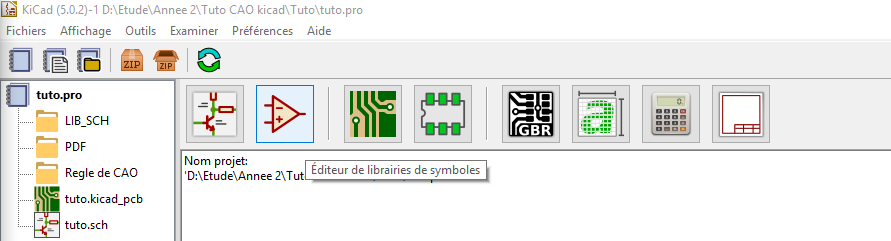 KiCad (5.0.2)-1 D:\Etude\Annee 2\Tuto CAO kicad\Tuto\tuto.pro
Fichiers Affichage Outils Examiner Préférences Aide
ZIP ZIP
tuto.pro
LIB_SCH
PDF
Regle de CAO
tuto.kicad_pcb
tuto.sch
GBR
a
Nom projet:
'D:\Etude\Annee 2\Tuto
Éditeur de librairies de symboles